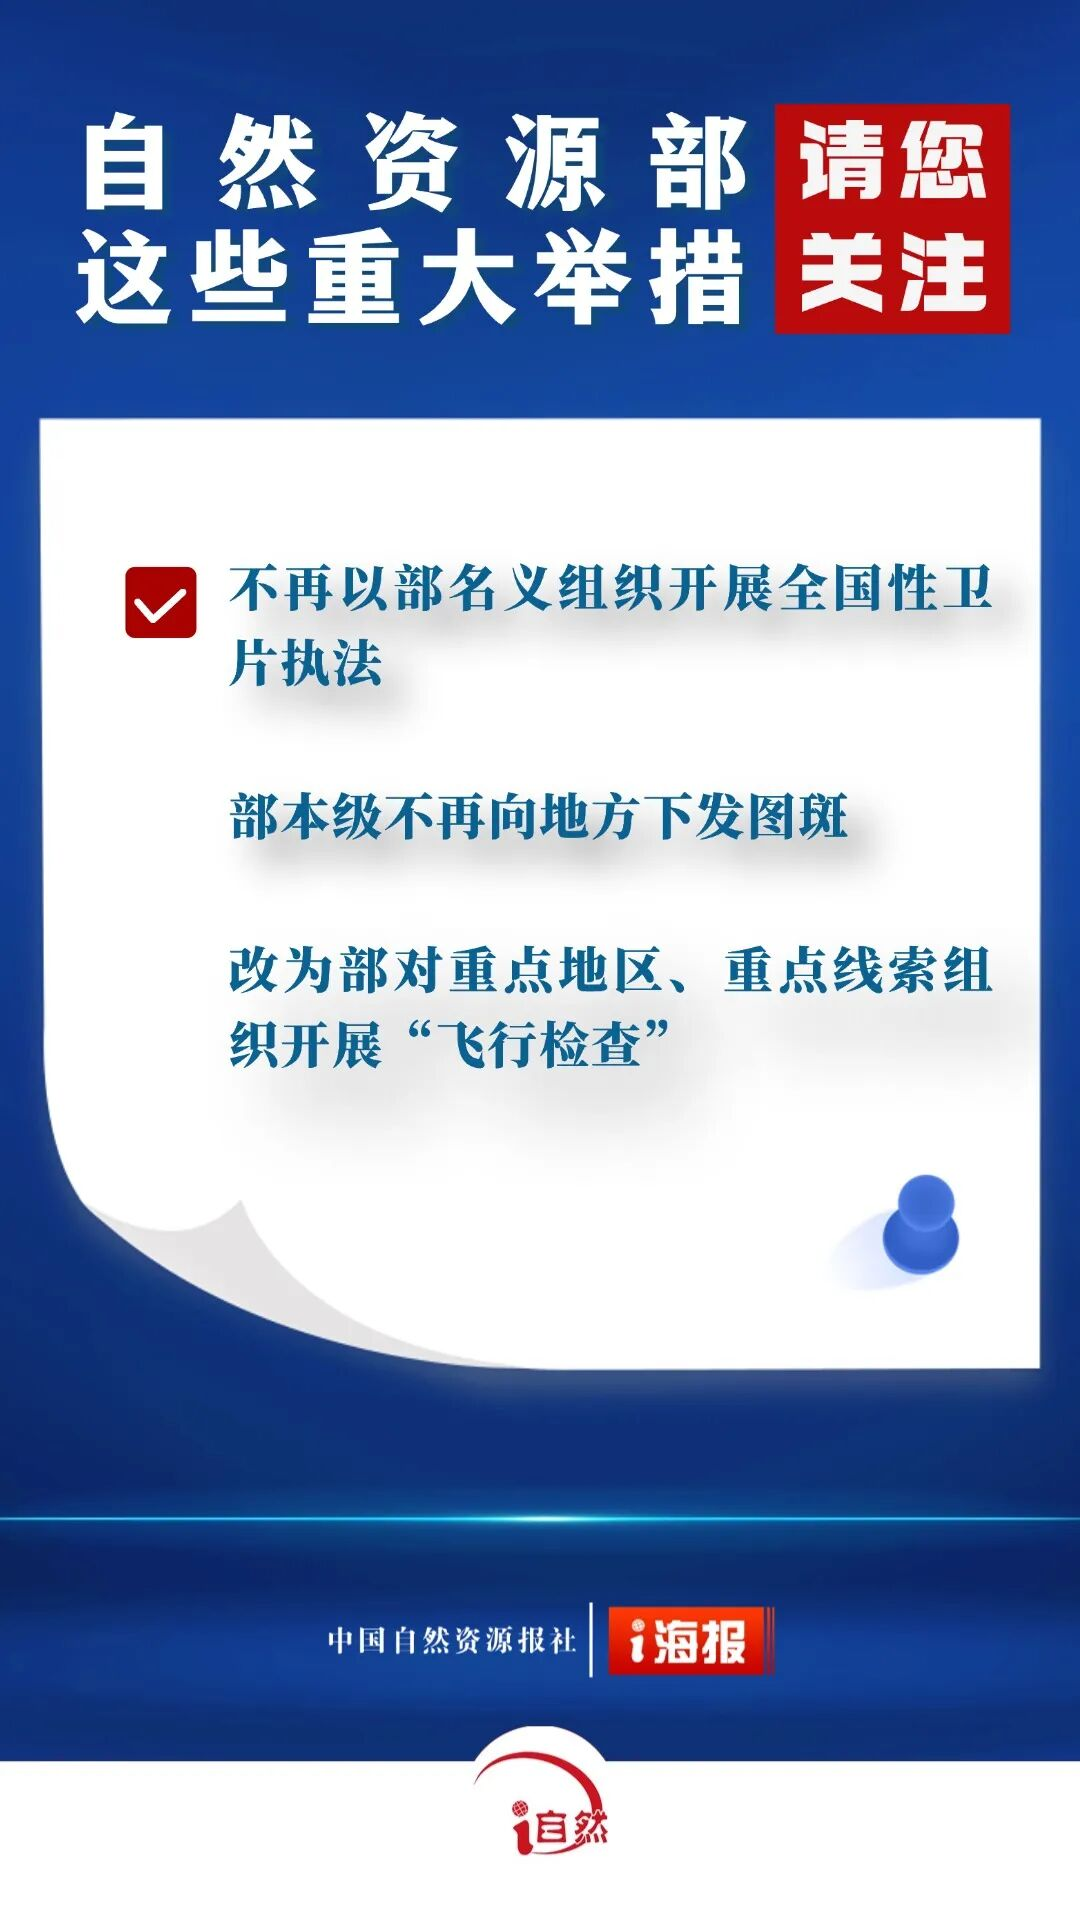 自然资源部
这些重大举措
请您
关注
不再以部名义组织开展全国性卫
片执法
部本级不再向地方下发图斑
改为部对重点地区、重点线索组
织开展“飞行检查”
中国自然资源报社
i海报
i自然